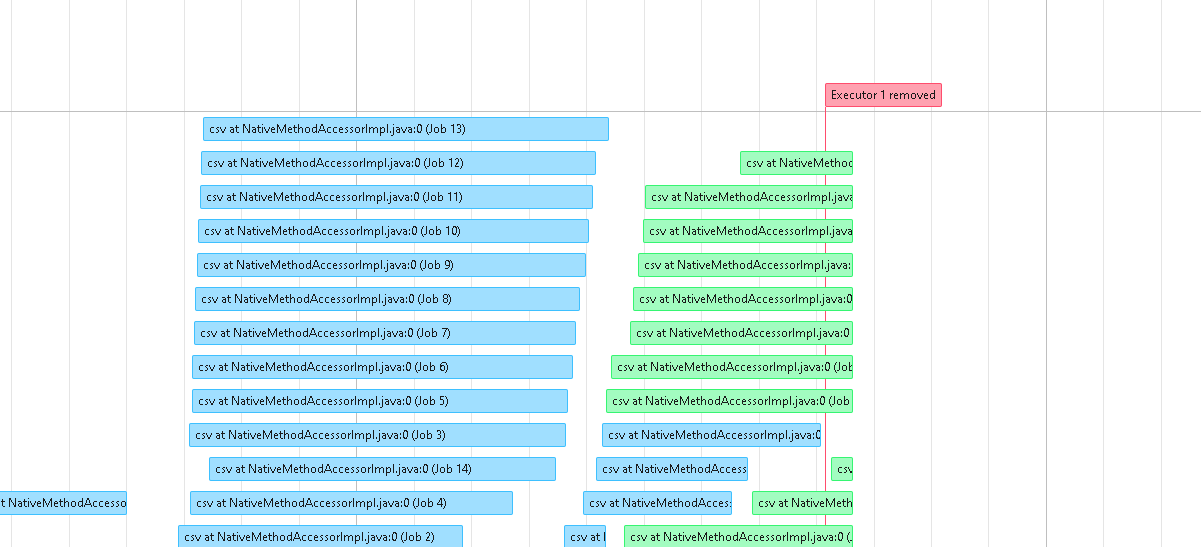 Executor 1 removed
csv at NativeMethodAccessorImpl.java:0 (Job 13)
csv at NativeMethodAccessorImpl.java:0 (Job 12)
csv at NativeMethod
csv at NativeMethodAccessorImpl.java:0 (Job 11)
csv at NativeMethodAccessorImpl.java
csv at NativeMethodAccessorImpl.java:0 (Job 10)
csv at NativeMethodAccessorImpl.java
csv at NativeMethodAccessorImpl.java:0 (Job 9)
csv at NativeMethodAccessorImpl.java:
csv at NativeMethodAccessorImpl.java:0 (Job 8)
csv at NativeMethodAccessorImpl.java:0
csv at NativeMethodAccessorImpl.java:0 (Job 7)
csv at NativeMethodAccessorImpl.java:0
csv at NativeMethodAccessorImpl.java:0 (Job 6)
csv at NativeMethodAccessorImpl.java:0 (Job
csv at NativeMethodAccessorImpl.java:0 (Job 5)
csv at NativeMethodAccessorImpl.java:0 (Job
csv at NativeMethodAccessorImpl.java:0 (Job 3)
csv at NativeMethodAccessorImpl.java:0
csv at NativeMethodAccessorImpl.java:0 (Job 14)
csv at NativeMethodAccess
csv
t NativeMethodAccesso
csv at NativeMethodAccessorImpl.java:0 (Job 4)
csv at NativeMethodAcces
csv at NativeMeth
csv at NativeMethodAccessorImpl.java:0 (Job 2)
csv at
csv at NativeMethodAccessorImpl.java:0 (